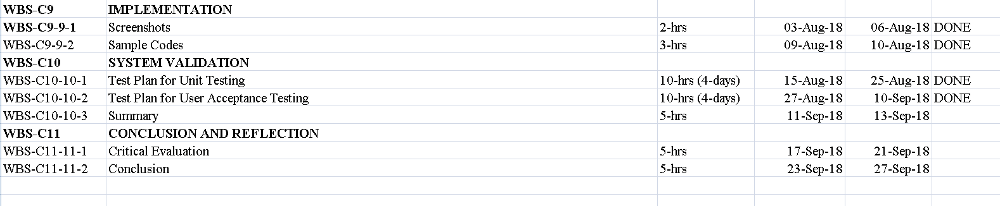 WBS-C9 IMPLEMENTATION
WBS-C9-9-1 Screenshots 2-hrs 03-Aug-18 06-Aug-18 DONE
WBS-C9-9-2 Sample Codes 3-hrs 09-Aug-18 10-Aug-18 DONE
WBS-C10 SYSTEM VALIDATION
WBS-C10-10-1 Test Plan for Unit Testing 10-hrs (4-days) 15-Aug-18 25-Aug-18 DONE
WBS-C10-10-2 Test Plan for User Acceptance Testing 10-hrs (4-days) 27-Aug-18 10-Sep-18 DONE
WBS-C10-10-3 Summary 5-hrs 11-Sep-18 13-Sep-18
WBS-C11 CONCLUSION AND REFLECTION
WBS-C11-11-1 Critical Evaluation 5-hrs 17-Sep-18 21-Sep-18
WBS-C11-11-2 Conclusion 5-hrs 23-Sep-18 27-Sep-18